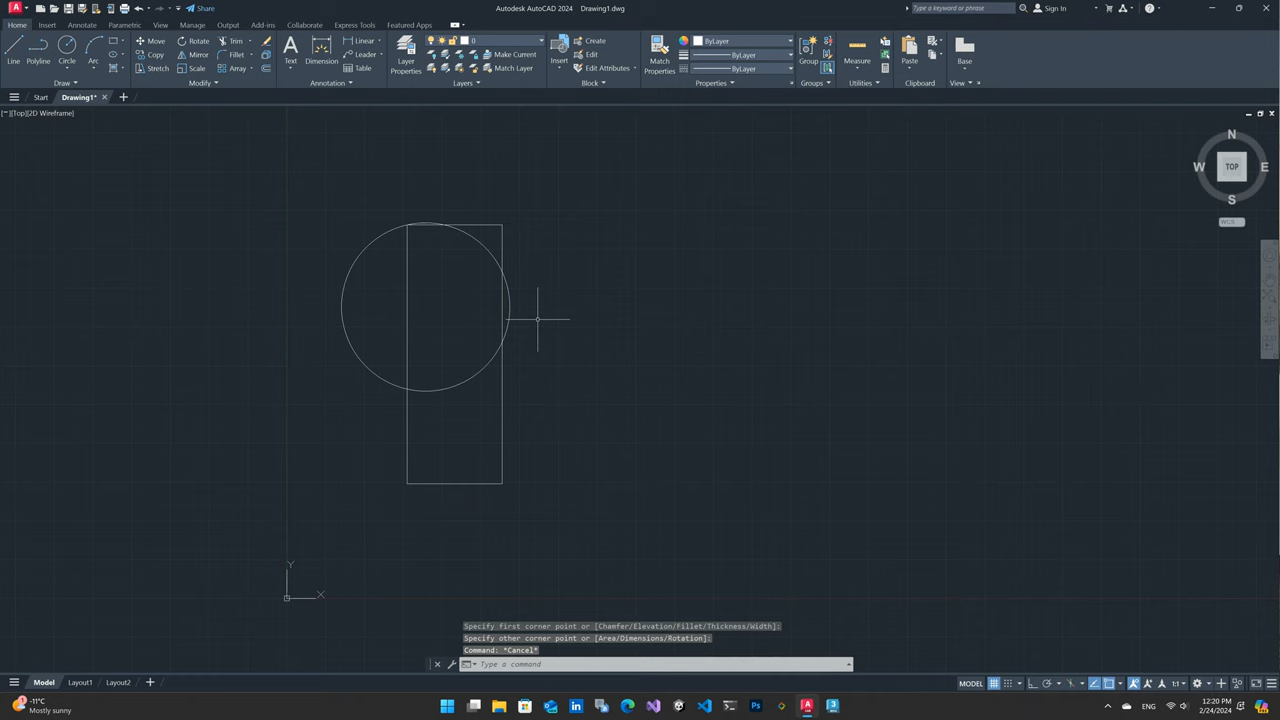 Share
Autodesk AutoCAD 2024 Drawing1.dwg
Type a keyword or phrase
Sign In
Home Insert Annotate Parametric View Manage Output Add-ins Collaborate Express Tools Featured Apps
Line
Polyline
Circle
Arc
Move
Rotate
Trim
Copy
Mirror
Fillet
Stretch
Scale
Array
Text
Dimension
Linear
Leader
Table
Layer
Properties
0
Make Current
Match Layer
Insert
Create
Edit
Edit Attributes
Match
Properties
ByLayer
ByLayer
ByLayer
Group
Measure
Paste
Base
Draw
Modify
Annotation
Layers
Block
Properties
Groups
Utilities
Clipboard
View
Start
Drawing1*
[−][Top][2D Wireframe]
N
W
TOP
E
S
WCS
Y
X
Specify first corner point or [Chamfer/Elevation/Fillet/Thickness/Width]:
Specify other corner point or [Area/Dimensions/Rotation]:
Command: *Cancel*
Type a command
Model Layout1 Layout2
MODEL
1:1
-11°C
Mostly sunny
12:20 PM
2/24/2024